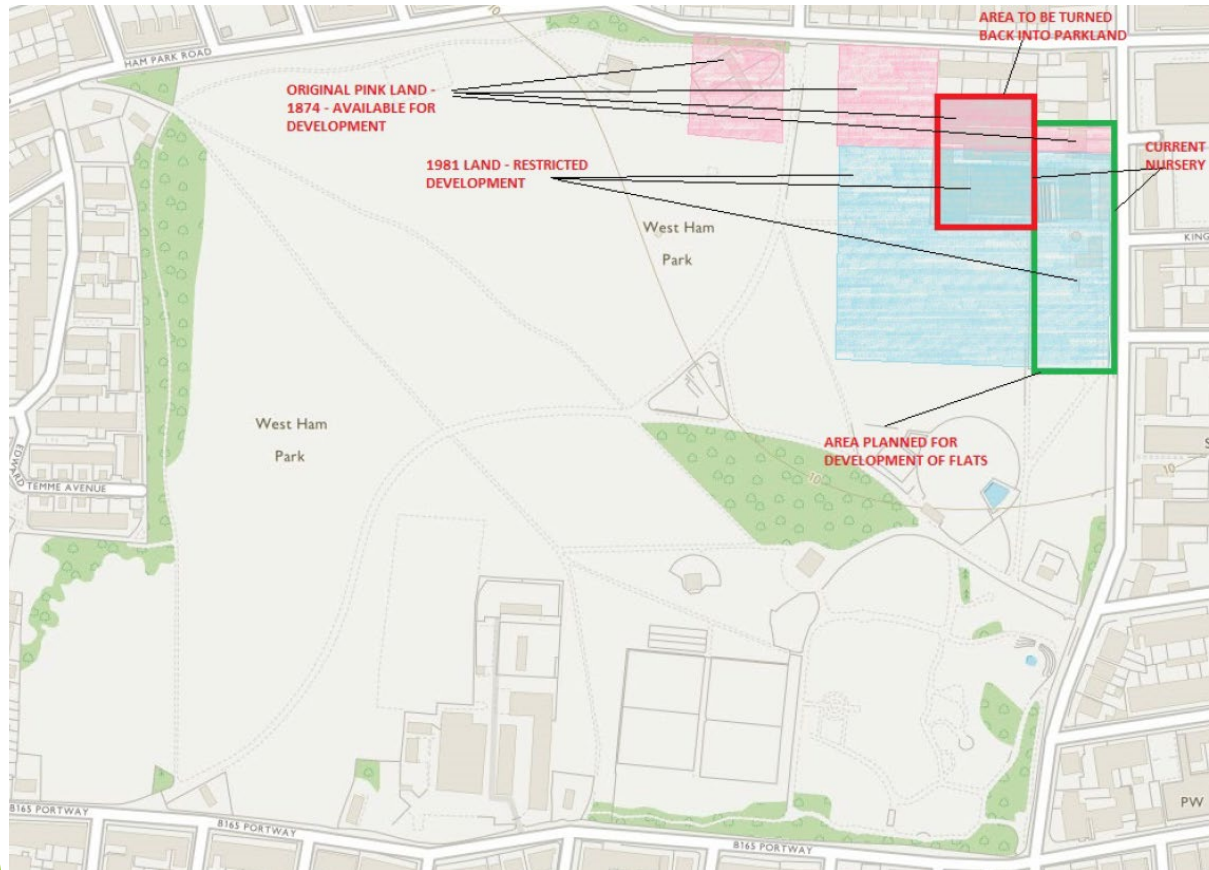 AREA TO BE TURNED
BACK INTO PARKLAND
10
HAM PARK ROAD
ORIGINAL PINK LAND -
1874 - AVAILABLE FOR
DEVELOPMENT
1981 LAND - RESTRICTED
DEVELOPMENT
CURRENT
NURSERY
West Ham
Park
KING
AREA PLANNED FOR
DEVELOPMENT OF FLATS
West Ham
Park
S
10
10
EDWARD
TEMME AVENUE
PW
B165 PORTWAY
B165 PORTWAY
B165 PORTWAY